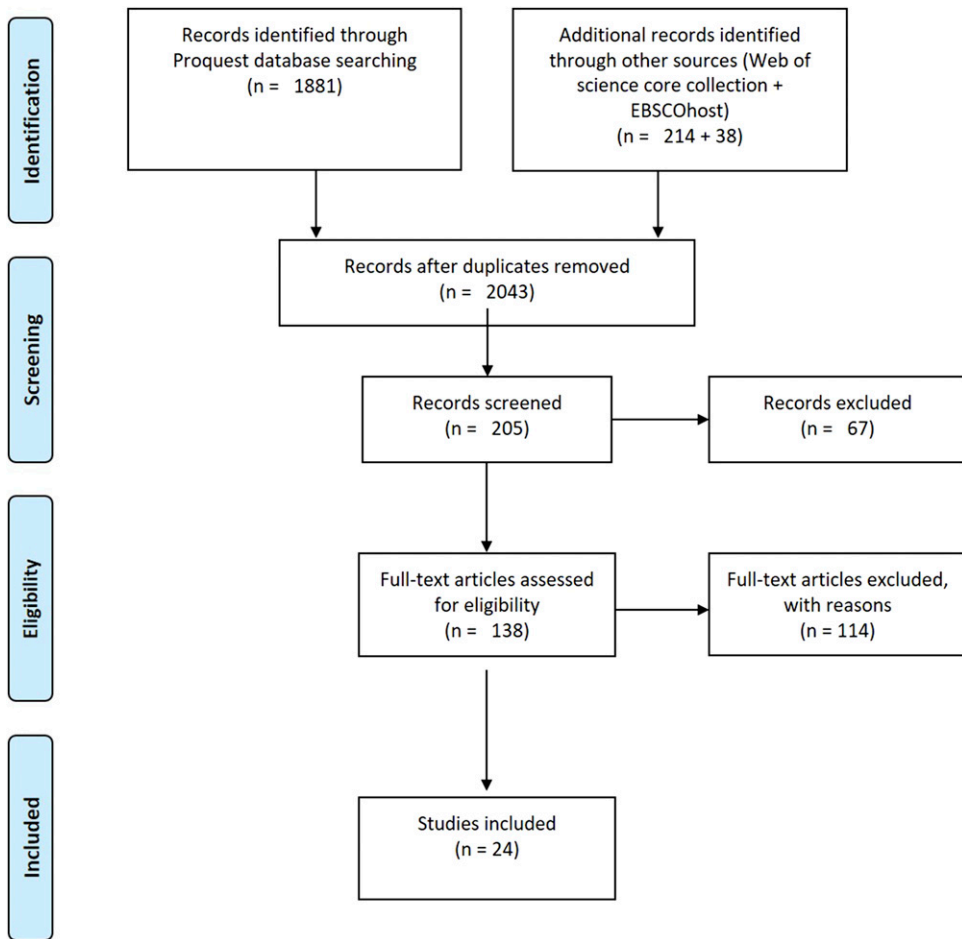 Identification
Records identified through
Proquest database searching
(n = 1881)
Additional records identified
through other sources (Web of
science core collection +
EBSCOhost)
(n = 214 + 38)
Screening
Records after duplicates removed
(n = 2043)
Records screened
(n = 205)
Records excluded
(n = 67)
Eligibility
Full-text articles assessed
for eligibility
(n = 138)
Full-text articles excluded,
with reasons
(n = 114)
Included
Studies included
(n = 24)